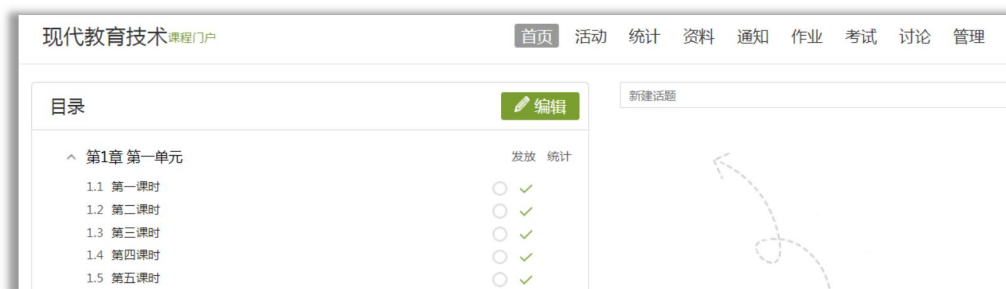 现代教育技术课程门户
首页 活动 统计 资料 通知 作业 考试 讨论 管理
目录
编辑
新建话题
第1章 第一单元
发放 统计
1.1 第一课时
1.2 第二课时
1.3 第三课时
1.4 第四课时
1.5 第五课时